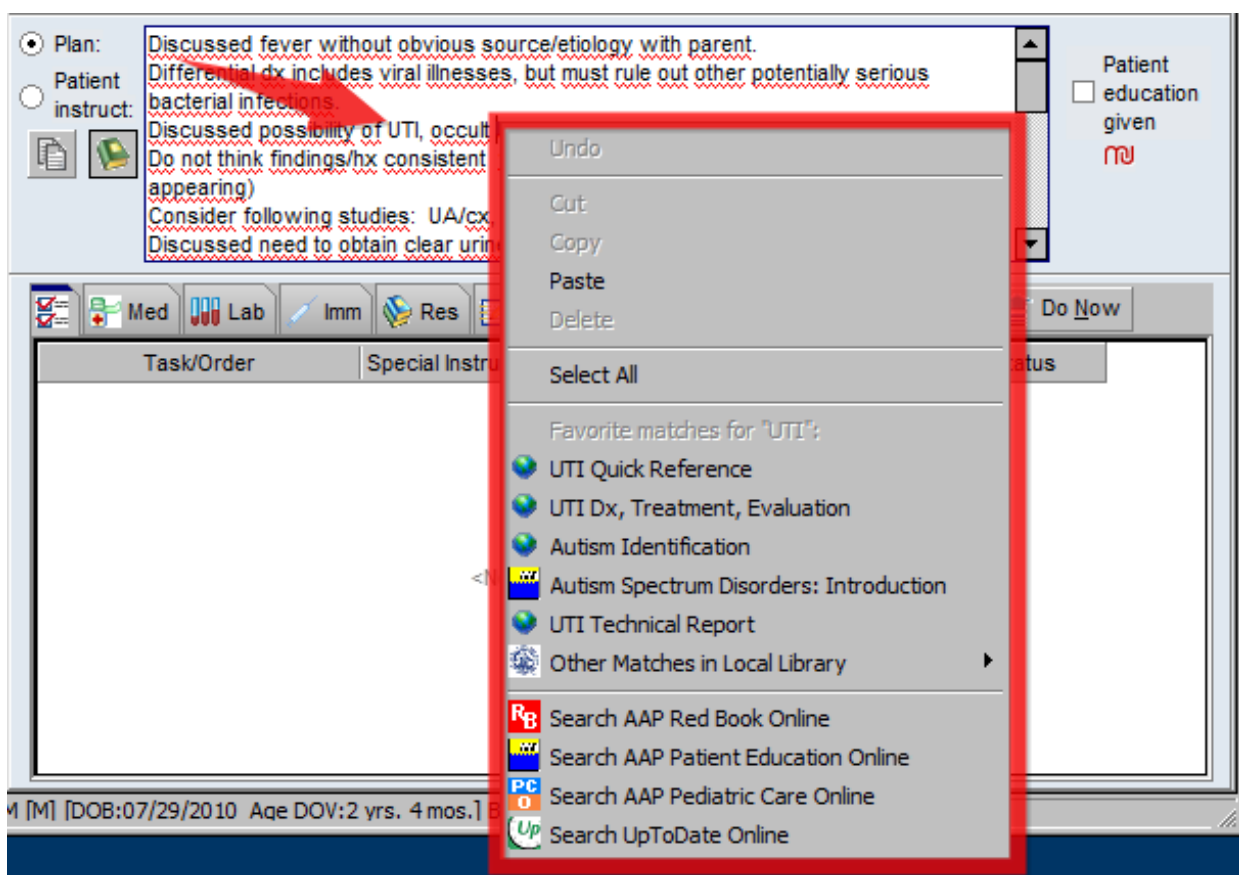 Plan:
Discussed fever without obvious source/etiology with parent.
Differential dx includes viral illnesses, but must rule out other potentially serious
bacterial infections.
Discussed possibility of UTI, occult
Do not think findings/hx consistent
appearing)
Consider following studies: UA/cx,
Discussed need to obtain clear urine
Patient
instruct:
Patient
education
given
Undo
Cut
Copy
Paste
Delete
Select All
Favorite matches for "UTI":
UTI Quick Reference
UTI Dx, Treatment, Evaluation
Autism Identification
Autism Spectrum Disorders: Introduction
UTI Technical Report
Other Matches in Local Library
RB Search AAP Red Book Online
Search AAP Patient Education Online
PCO Search AAP Pediatric Care Online
Up Search UpToDate Online
Med Lab Imm Res
Do Now
Task/Order Special Instru
atus
<N
M [M] [DOB:07/29/2010 Age DOV:2 yrs. 4 mos.] B